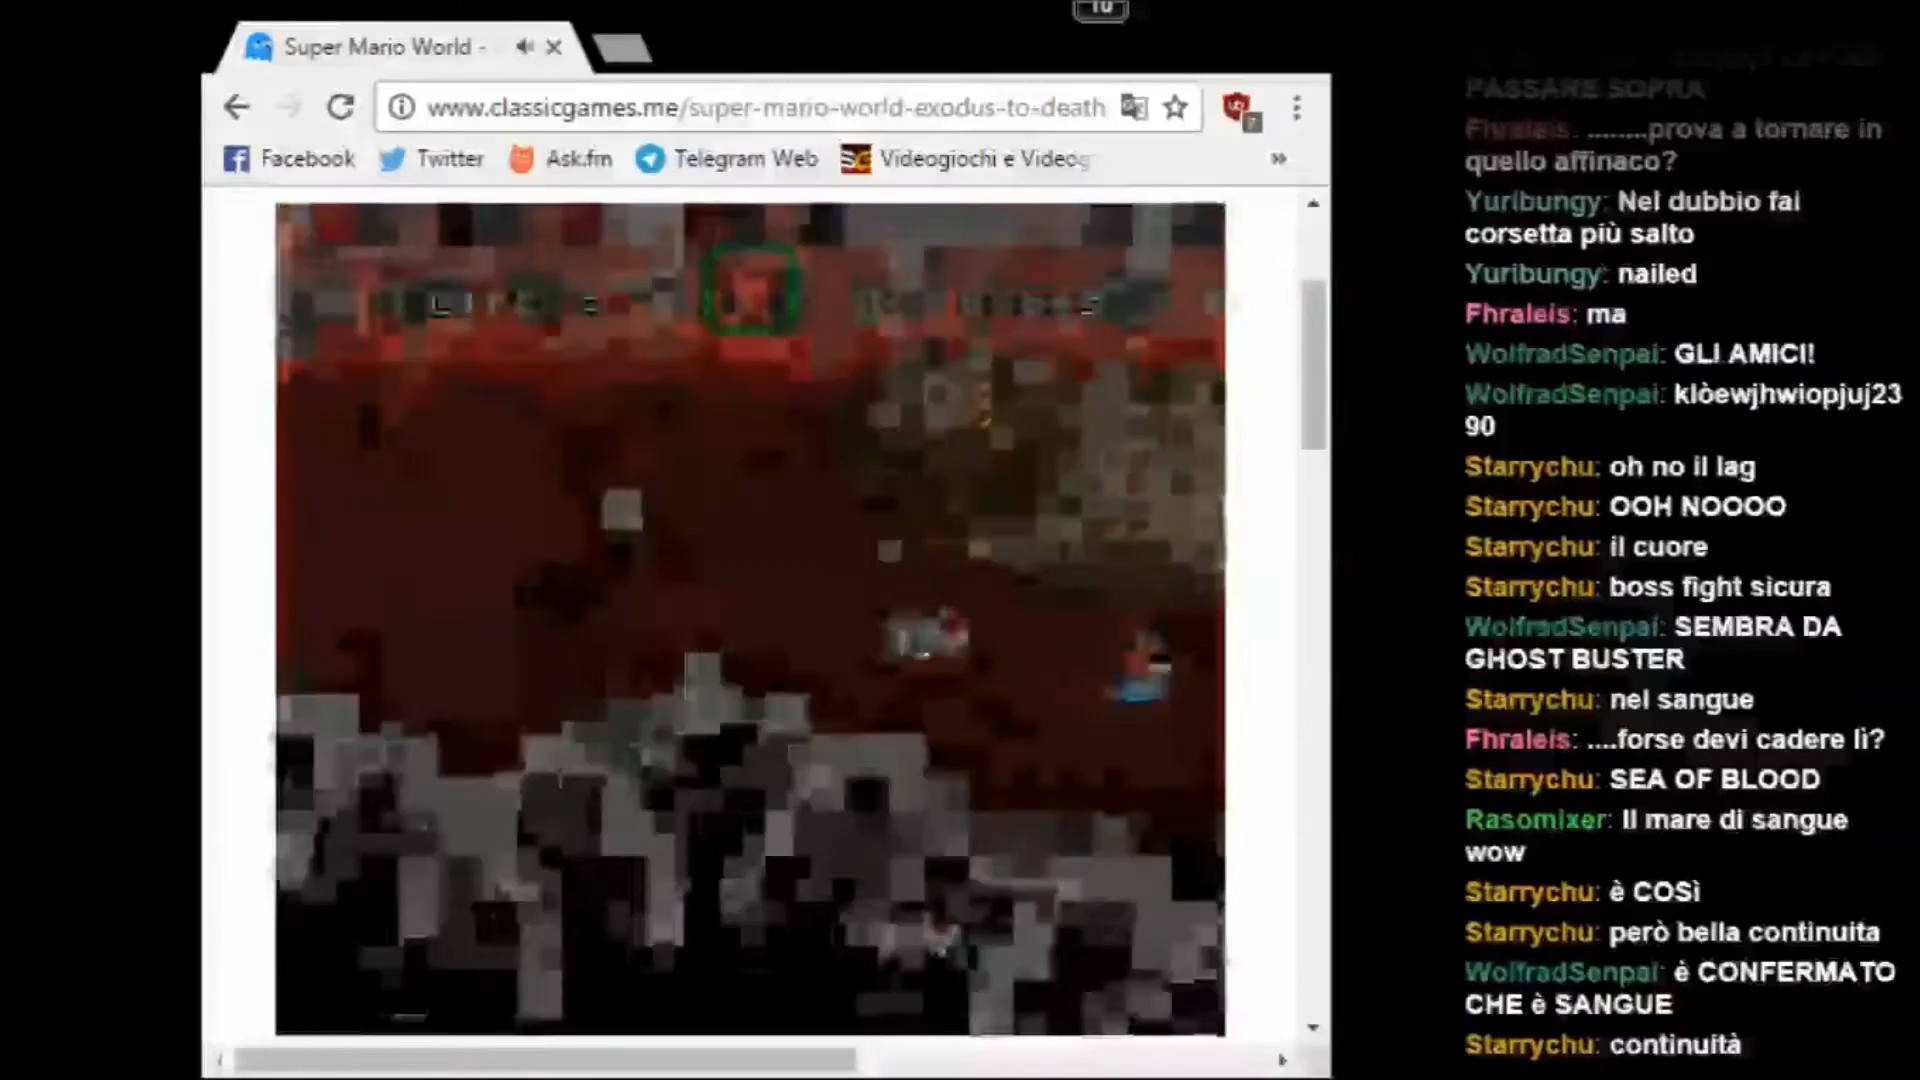 10
Super Mario World -
www.classicgames.me/super-mario-world-exodus-to-death
Facebook
Twitter
Ask.fm
Telegram Web
Videogiochi e Videog
PASSARE SOPRA
Fhraleis: ........prova a tornare in
quello affinaco?
Yuribungy: Nel dubbio fai
corsetta più salto
Yuribungy: nailed
Fhraleis: ma
WolfradSenpai: GLI AMICI!
WolfradSenpai: klòewjhwiopjuj23
90
Starrychu: oh no il lag
Starrychu: OOH NOOOO
Starrychu: il cuore
Starrychu: boss fight sicura
WolfradSenpai: SEMBRA DA
GHOST BUSTER
Starrychu: nel sangue
Fhraleis: ....forse devi cadere lì?
Starrychu: SEA OF BLOOD
Rasomixer: Il mare di sangue
wow
Starrychu: è COSì
Starrychu: però bella continuita
WolfradSenpai: è CONFERMATO
CHE è SANGUE
Starrychu: continuità